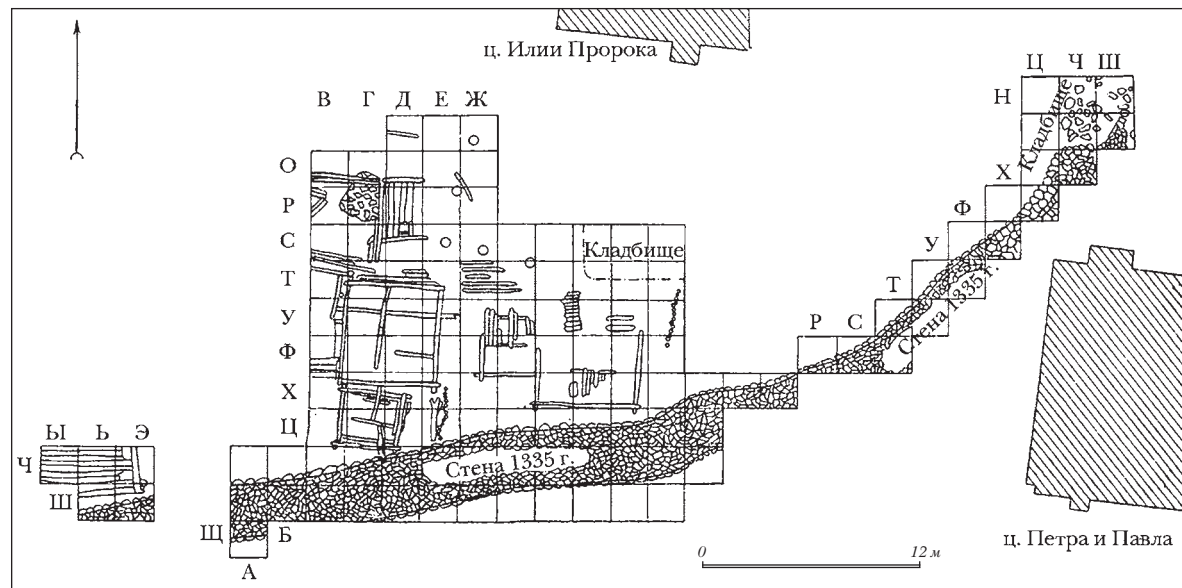 ц. Илии Пророка
Ц Ч Ш
Н
Кладбище
Х
Ф
У
Т
Р С
Стена 1335 г.
В Г Д Е Ж
О
Р
С
Т
У
Ф
Х
Ц
Кладбище
Стена 1335 г.
Ы Ь Э
Ч
Ш
Щ Б
А
0 12 м
ц. Петра и Павла